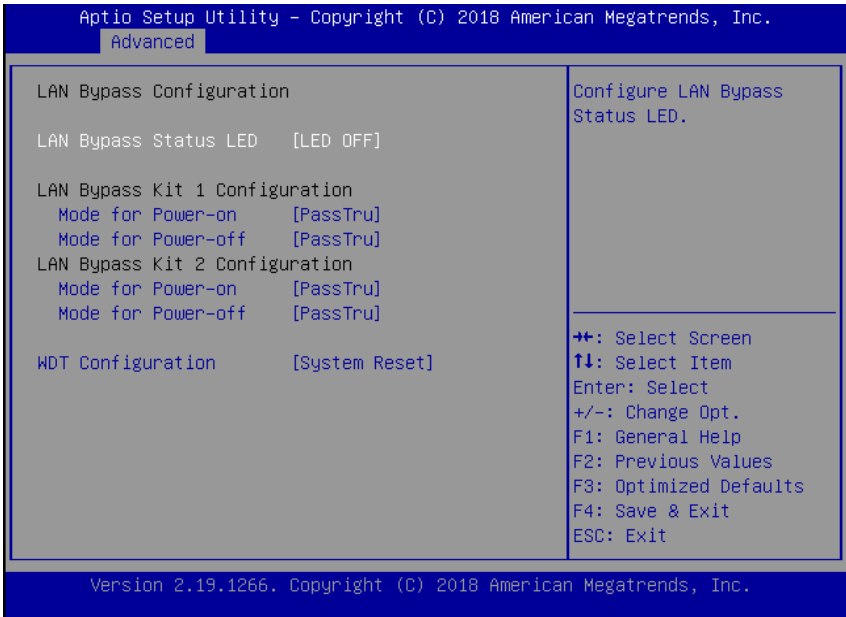 Aptio Setup Utility – Copyright (C) 2018 American Megatrends, Inc.
Advanced
LAN Bypass Configuration
LAN Bypass Status LED [LED OFF]
LAN Bypass Kit 1 Configuration
Mode for Power-on [PassTru]
Mode for Power-off [PassTru]
LAN Bypass Kit 2 Configuration
Mode for Power-on [PassTru]
Mode for Power-off [PassTru]
WDT Configuration [System Reset]
Configure LAN Bypass
Status LED.
→←: Select Screen
↑↓: Select Item
Enter: Select
+/-: Change Opt.
F1: General Help
F2: Previous Values
F3: Optimized Defaults
F4: Save & Exit
ESC: Exit
Version 2.19.1266. Copyright (C) 2018 American Megatrends, Inc.